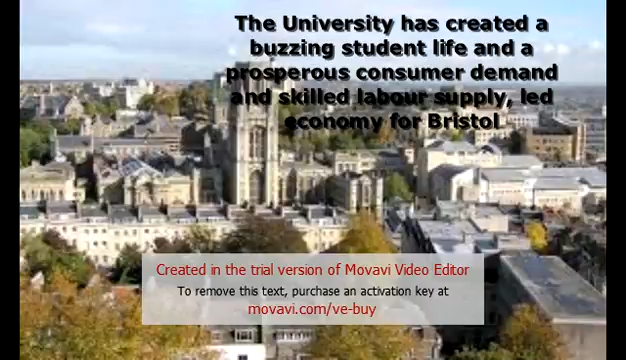 The University has created a
buzzing student life and a
prosperous consumer demand
and skilled labour supply, led
economy for Bristol
Created in the trial version of Movavi Video Editor
To remove this text, purchase an activation key at
movavi.com/ve-buy